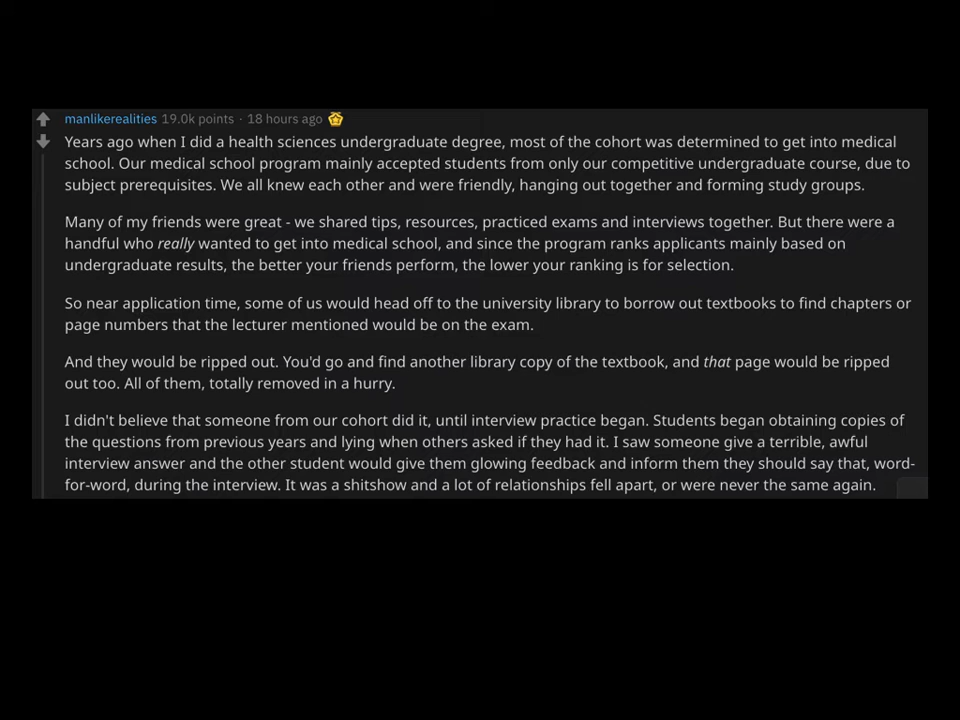 manlikerealities 19.0k points · 18 hours ago
Years ago when I did a health sciences undergraduate degree, most of the cohort was determined to get into medical
school. Our medical school program mainly accepted students from only our competitive undergraduate course, due to
subject prerequisites. We all knew each other and were friendly, hanging out together and forming study groups.
Many of my friends were great - we shared tips, resources, practiced exams and interviews together. But there were a
handful who really wanted to get into medical school, and since the program ranks applicants mainly based on
undergraduate results, the better your friends perform, the lower your ranking is for selection.
So near application time, some of us would head off to the university library to borrow out textbooks to find chapters or
page numbers that the lecturer mentioned would be on the exam.
And they would be ripped out. You'd go and find another library copy of the textbook, and that page would be ripped
out too. All of them, totally removed in a hurry.
I didn't believe that someone from our cohort did it, until interview practice began. Students began obtaining copies of
the questions from previous years and lying when others asked if they had it. I saw someone give a terrible, awful
interview answer and the other student would give them glowing feedback and inform them they should say that, word-
for-word, during the interview. It was a shitshow and a lot of relationships fell apart, or were never the same again.